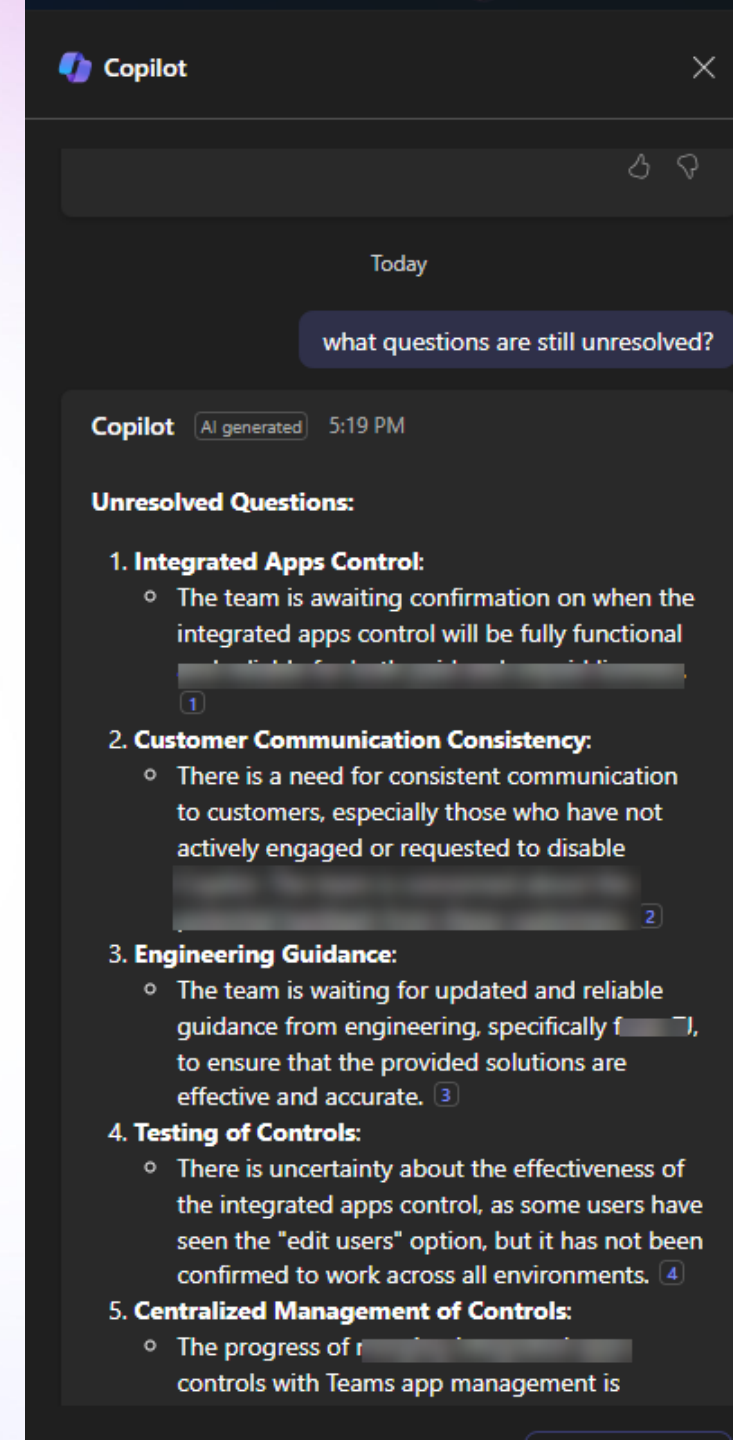 Copilot
Today
what questions are still unresolved?
Copilot AI generated 5:19 PM
Unresolved Questions:
1. Integrated Apps Control:
The team is awaiting confirmation on when the
integrated apps control will be fully functional
1
2. Customer Communication Consistency:
There is a need for consistent communication
to customers, especially those who have not
actively engaged or requested to disable
2
3. Engineering Guidance:
The team is waiting for updated and reliable
guidance from engineering, specifically
to ensure that the provided solutions are
effective and accurate. 3
4. Testing of Controls:
There is uncertainty about the effectiveness of
the integrated apps control, as some users have
seen the "edit users" option, but it has not been
confirmed to work across all environments. 4
5. Centralized Management of Controls:
The progress of
controls with Teams app management is